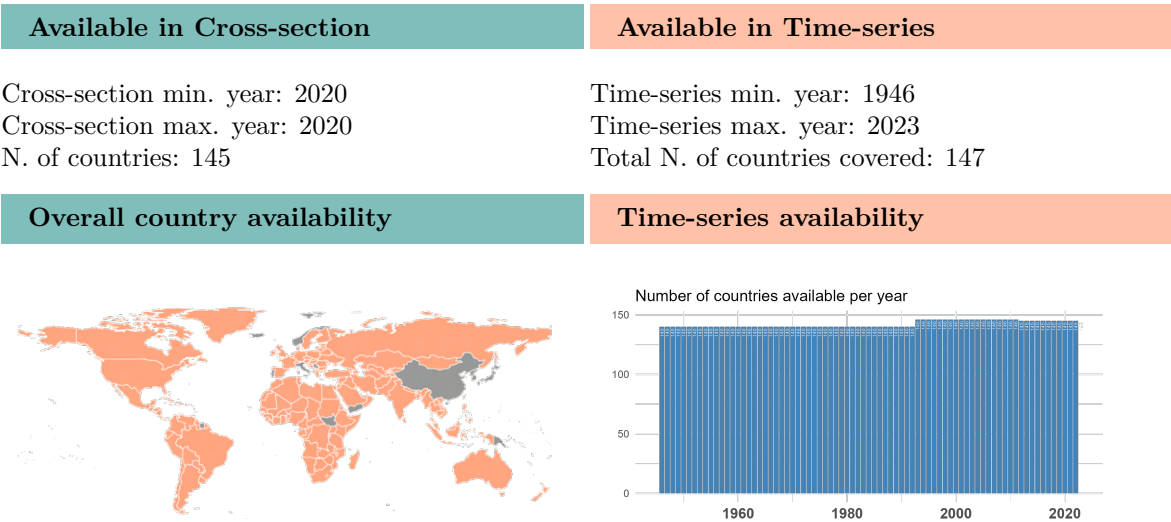 Available in Cross-section
Available in Time-series
Cross-section min. year: 2020
Cross-section max. year: 2020
N. of countries: 145
Time-series min. year: 1946
Time-series max. year: 2023
Total N. of countries covered: 147
Overall country availability
Time-series availability
Number of countries available per year
150
100
50
0
1960 1980 2000 2020